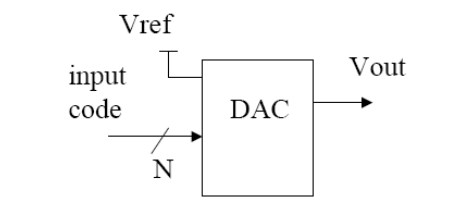 Vref
input
code
DAC
Vout
N